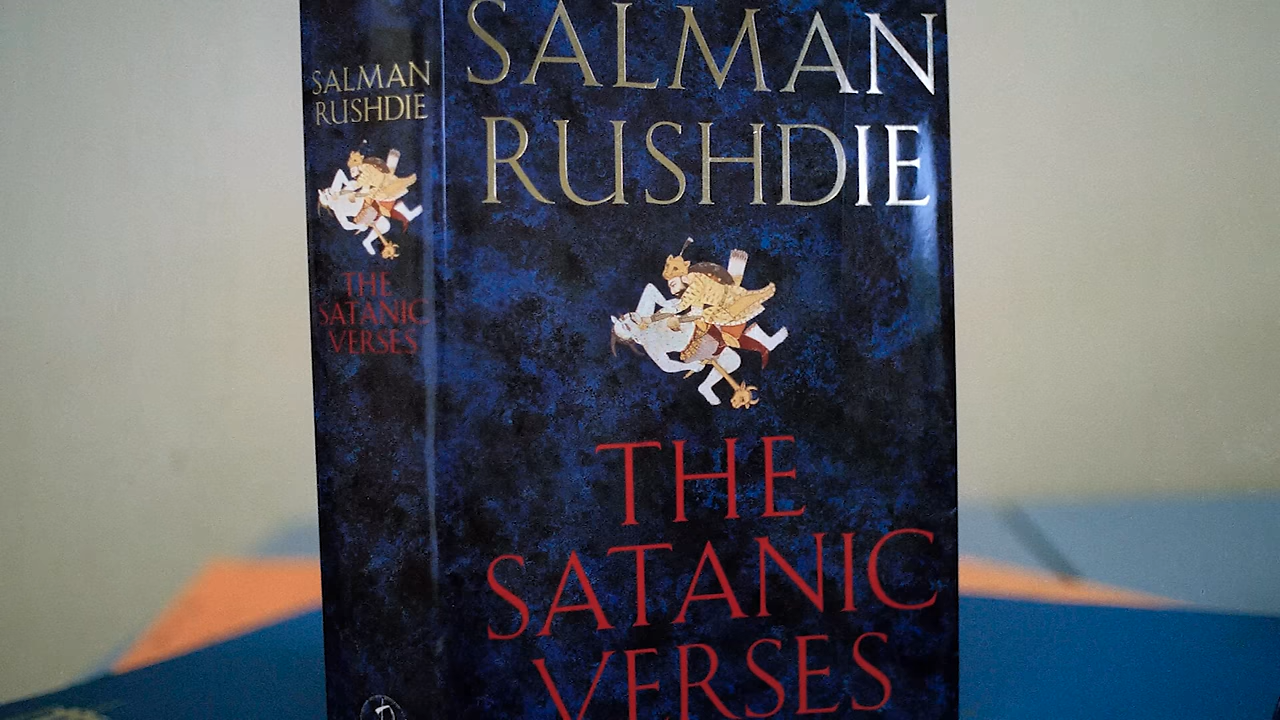 SALMAN
RUSHDIE
THE
SATANIC
VERSES
SALMAN
RUSHDIE
THE
SATANIC
VERSES